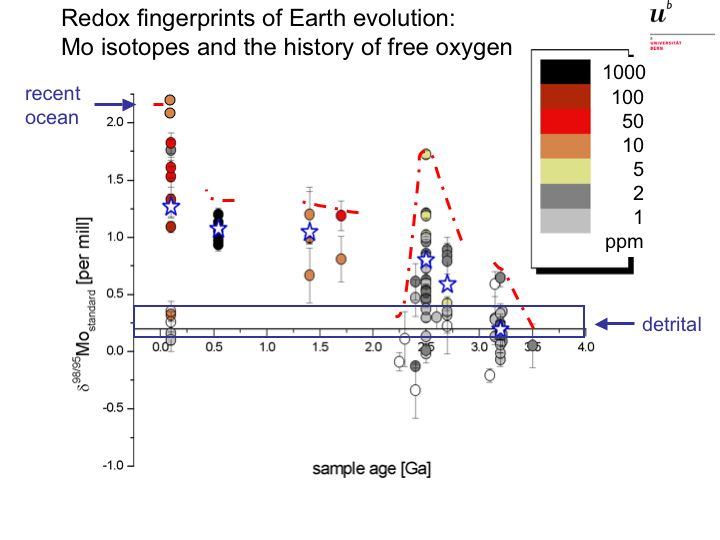 Redox fingerprints of Earth evolution:
Mo isotopes and the history of free oxygen
u^b
UNIVERSITÄT
BERN
recent
ocean
1000
100
50
10
5
2
1
ppm
2.0
1.5
1.0
0.5
0.0
-0.5
-1.0
δ98/95Mostandard [per mill]
0.0 0.5 1.0 1.5 2.0 2.5 3.0 3.5 4.0
detrital
sample age [Ga]